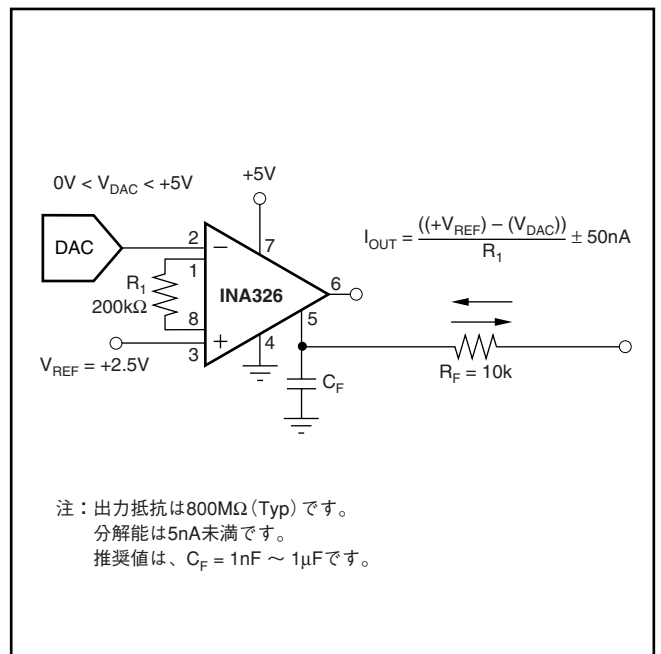 0V < V_DAC < +5V
+5V
I_OUT = ((+V_REF) − (V_DAC)) / R_1 ± 50nA
DAC
2
−
7
1
R_1
200kΩ
INA326
6
5
8
+
4
3
V_REF = +2.5V
C_F
R_F = 10k
注：出力抵抗は800MΩ（Typ）です。
分解能は5nA未満です。
推奨値は、C_F = 1nF ～ 1μFです。